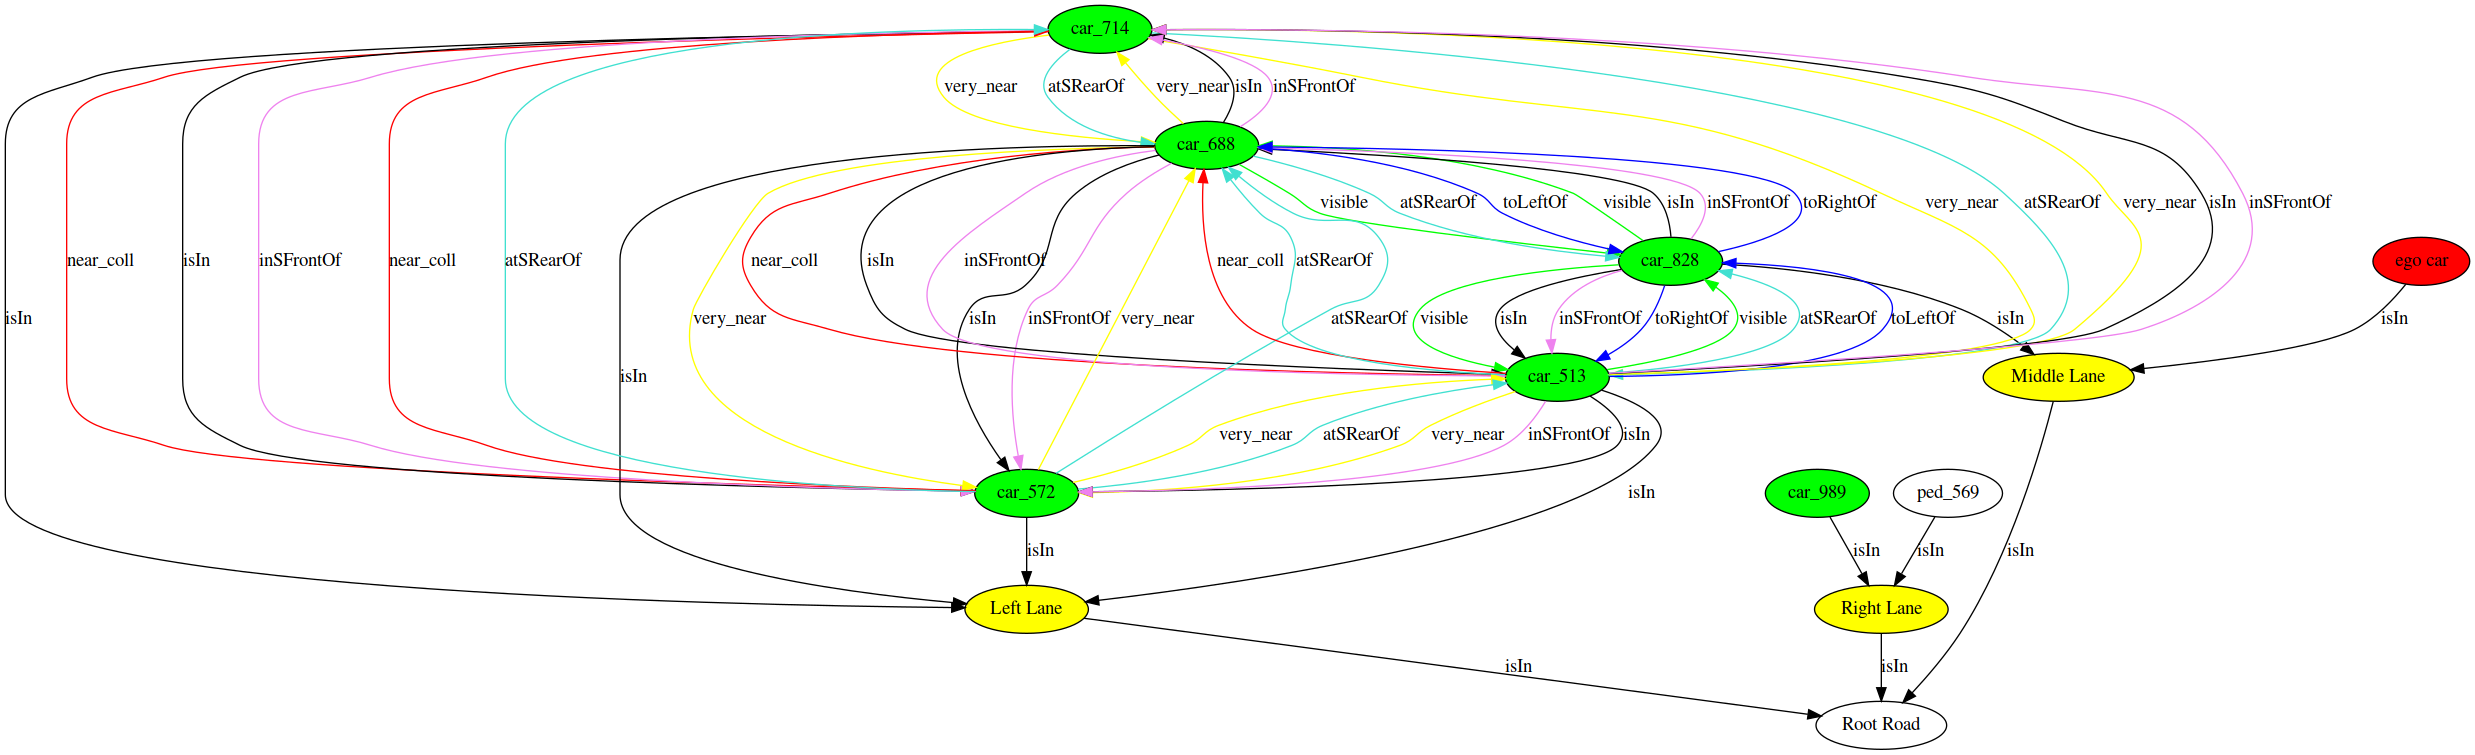 car_714
very_near
atSRearOf
very_near
isIn
inSFrontOf
car_688
visible
atSRearOf
toLeftOf
visible
isIn
inSFrontOf
toRightOf
very_near
atSRearOf
very_near
isIn
inSFrontOf
near_coll
isIn
inSFrontOf
near_coll
atSRearOf
near_coll
isIn
inSFrontOf
near_coll
atSRearOf
car_828
ego car
isIn
very_near
isIn
inSFrontOf
very_near
atSRearOf
visible
isIn
inSFrontOf
toRightOf
visible
atSRearOf
toLeftOf
isIn
isIn
isIn
car_513
Middle Lane
very_near
atSRearOf
very_near
inSFrontOf
isIn
car_572
isIn
car_989
ped_569
isIn
isIn
isIn
isIn
Left Lane
Right Lane
isIn
isIn
Root Road